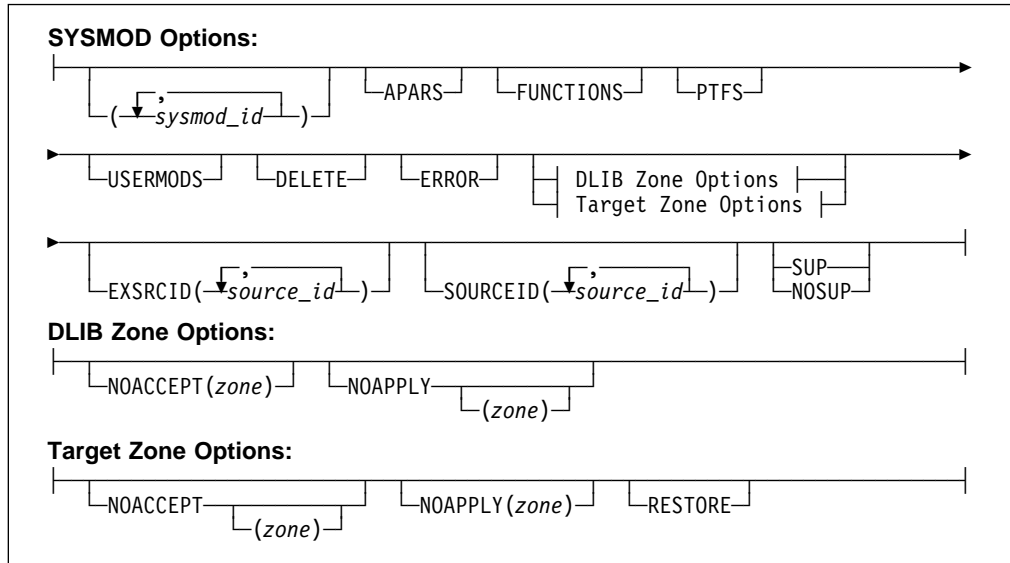 SYSMOD Options:
, APARS FUNCTIONS PTFS
( sysmod_id )
USERMODS DELETE ERROR DLIB Zone Options
Target Zone Options
, , SUP
EXSRCID( source_id ) SOURCEID( source_id ) NOSUP
DLIB Zone Options:
NOACCEPT(zone) NOAPPLY
(zone)
Target Zone Options:
NOACCEPT NOAPPLY(zone) RESTORE
(zone)